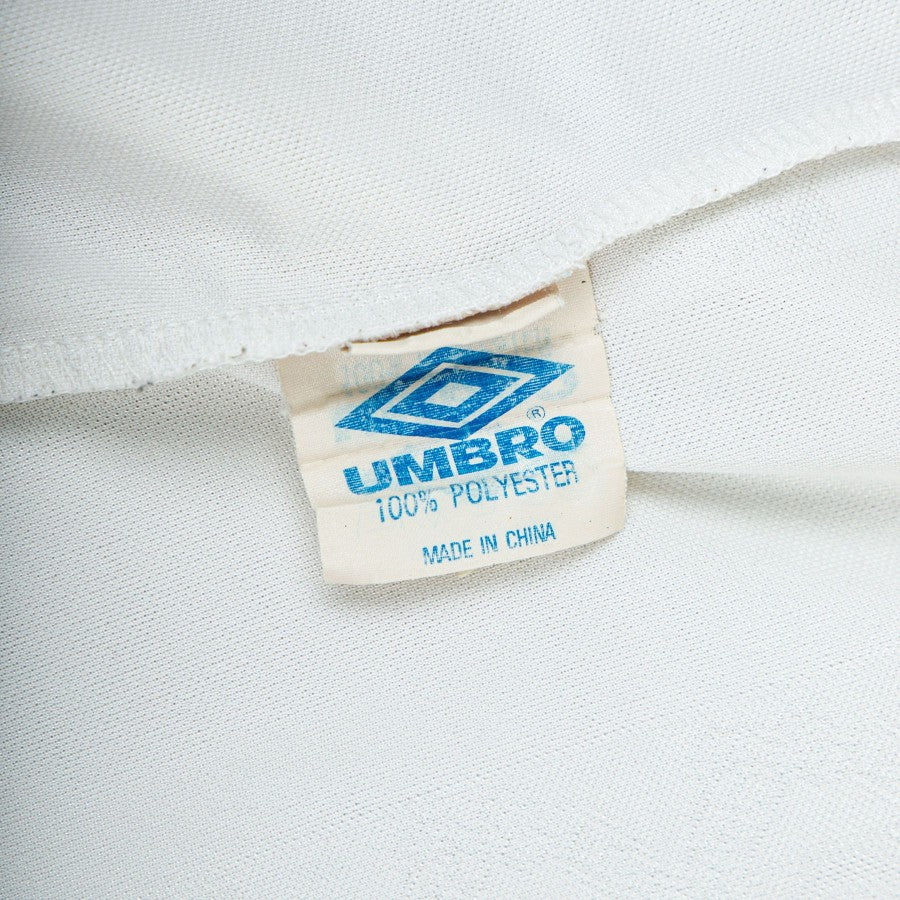 ®
UMBRO
100% POLYESTER
MADE IN CHINA